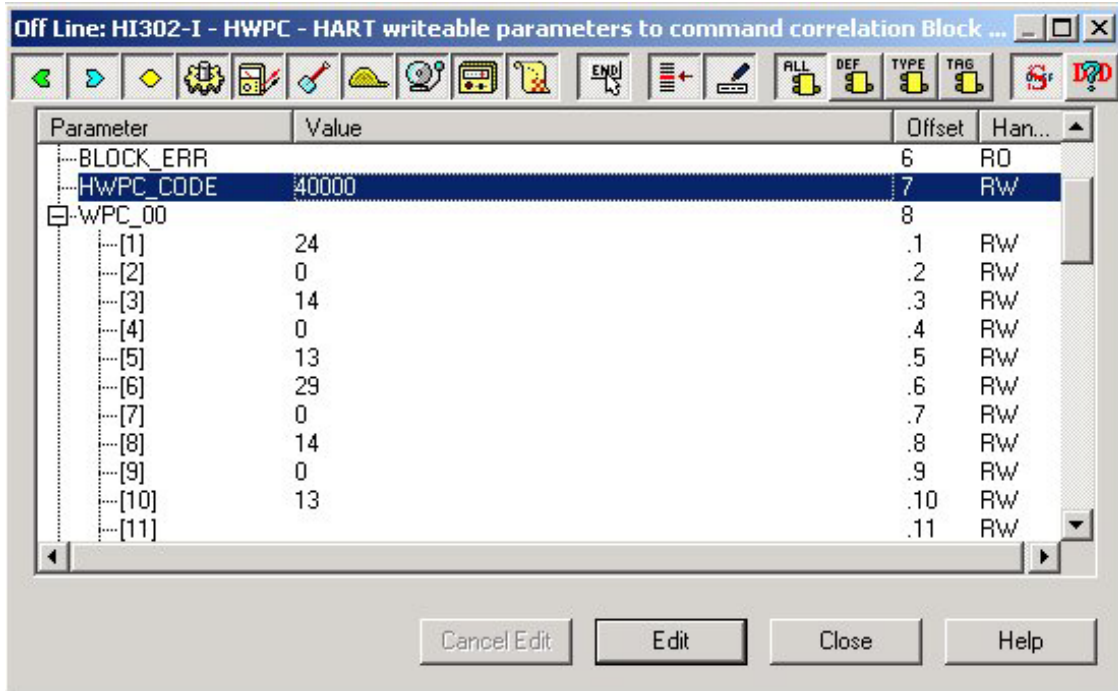 Off Line: HI302-I - HWPC - HART writeable parameters to command correlation Block ...
END ALL DEF TYPE TAG
Parameter Value Offset Han...
BLOCK_ERR 6 RO
HWPC_CODE 40000 7 RW
WPC_00 8
[1] 24 .1 RW
[2] 0 .2 RW
[3] 14 .3 RW
[4] 0 .4 RW
[5] 13 .5 RW
[6] 29 .6 RW
[7] 0 .7 RW
[8] 14 .8 RW
[9] 0 .9 RW
[10] 13 .10 RW
[11] .11 RW
Cancel Edit Edit Close Help